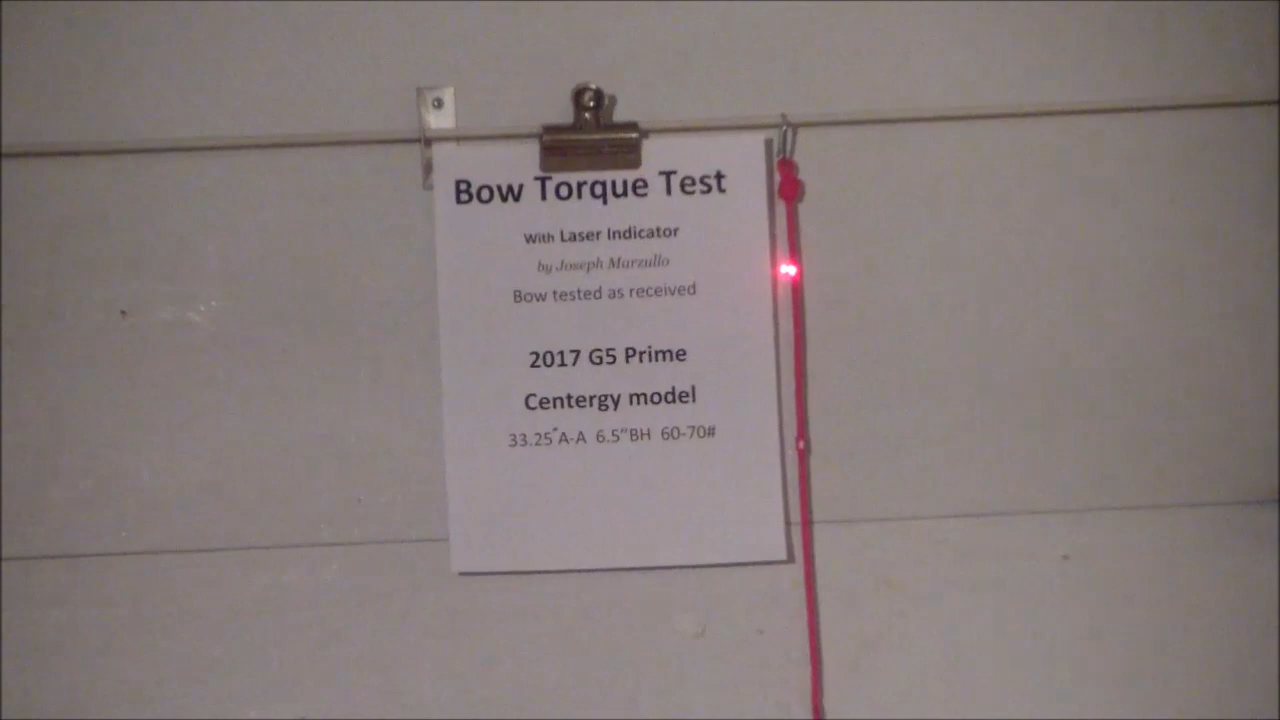 Bow Torque Test
With Laser Indicator
by Joseph Marzullo
Bow tested as received
2017 G5 Prime
Centergy model
33.25"A-A 6.5"BH 60-70#